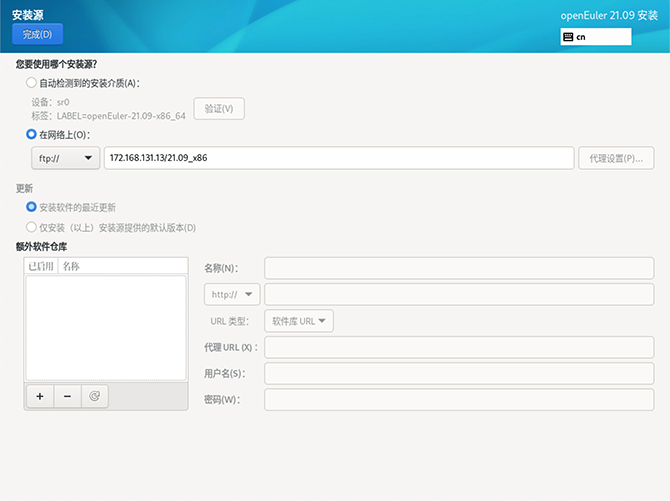 安装源
openEuler 21.09 安装
完成(D)
cn
您要使用哪个安装源？
自动检测到的安装介质(A)：
设备：sr0
标签：LABEL=openEuler-21.09-x86_64
验证(V)
在网络上(O)：
ftp://
172.168.131.13/21.09_x86
代理设置(P)...
更新
安装软件的最近更新
仅安装（以上）安装源提供的默认版本(D)
额外软件仓库
已启用 名称
名称(N)：
http://
URL 类型：
软件库 URL
代理 URL (X)：
用户名(S)：
密码(W)：